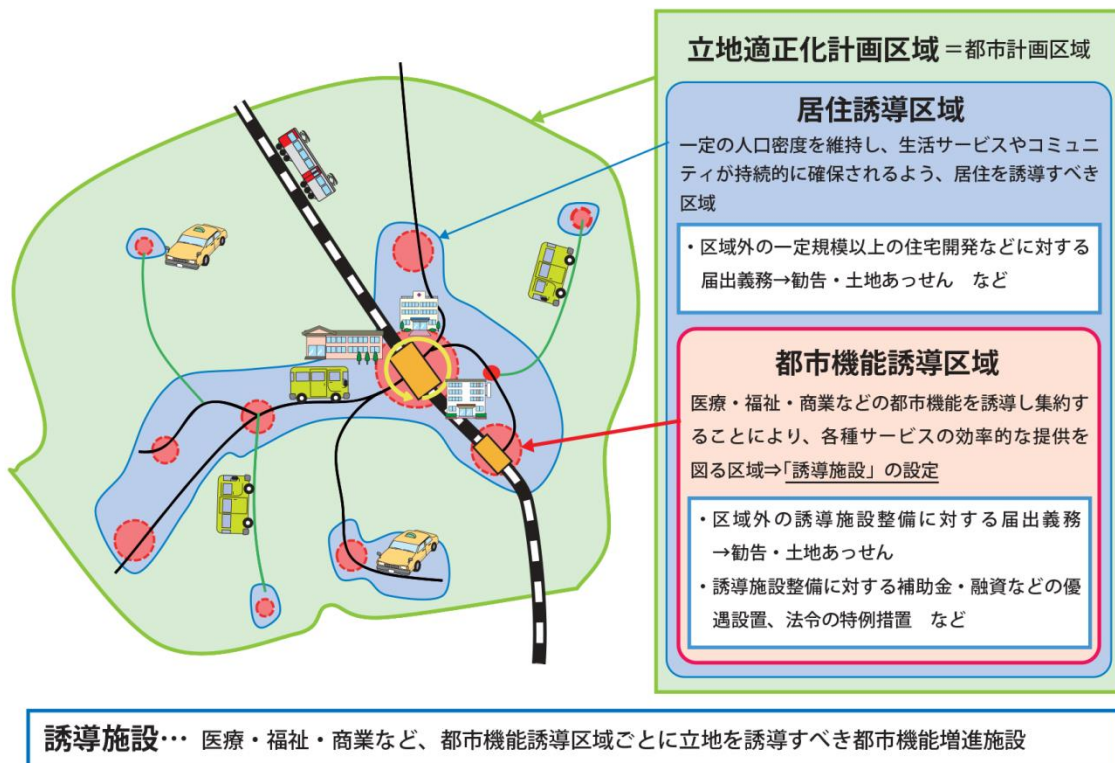 立地適正化計画区域＝都市計画区域
居住誘導区域
一定の人口密度を維持し、生活サービスやコミュニ
ティが持続的に確保されるよう、居住を誘導すべき
区域
・区域外の一定規模以上の住宅開発などに対する
届出義務→勧告・土地あっせん　など
都市機能誘導区域
医療・福祉・商業などの都市機能を誘導し集約す
ることにより、各種サービスの効率的な提供を
図る区域⇒「誘導施設」の設定
・区域外の誘導施設整備に対する届出義務
→勧告・土地あっせん
・誘導施設整備に対する補助金・融資などの優
遇設置、法令の特例措置　など
誘導施設… 医療・福祉・商業など、都市機能誘導区域ごとに立地を誘導すべき都市機能増進施設